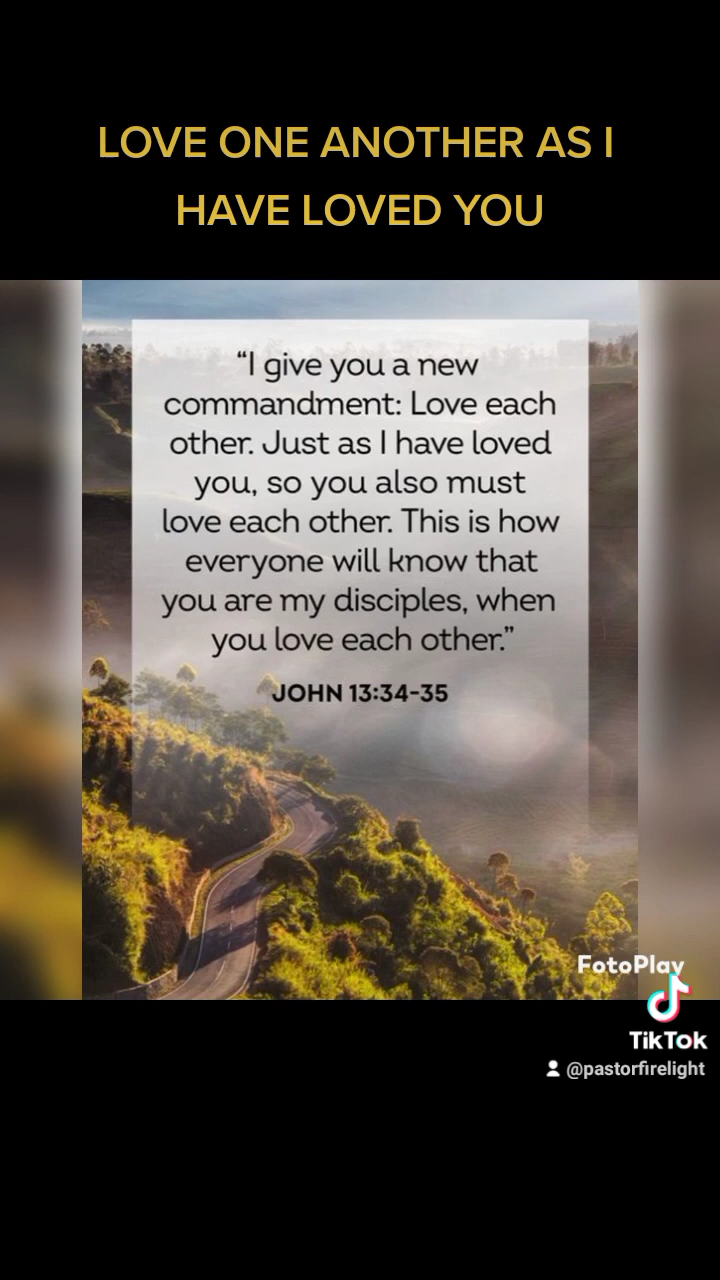 LOVE ONE ANOTHER AS I
HAVE LOVED YOU
“I give you a new
commandment: Love each
other. Just as I have loved
you, so you also must
love each other. This is how
everyone will know that
you are my disciples, when
you love each other.”
JOHN 13:34-35
FotoPlay
TikTok
@pastorfirelight